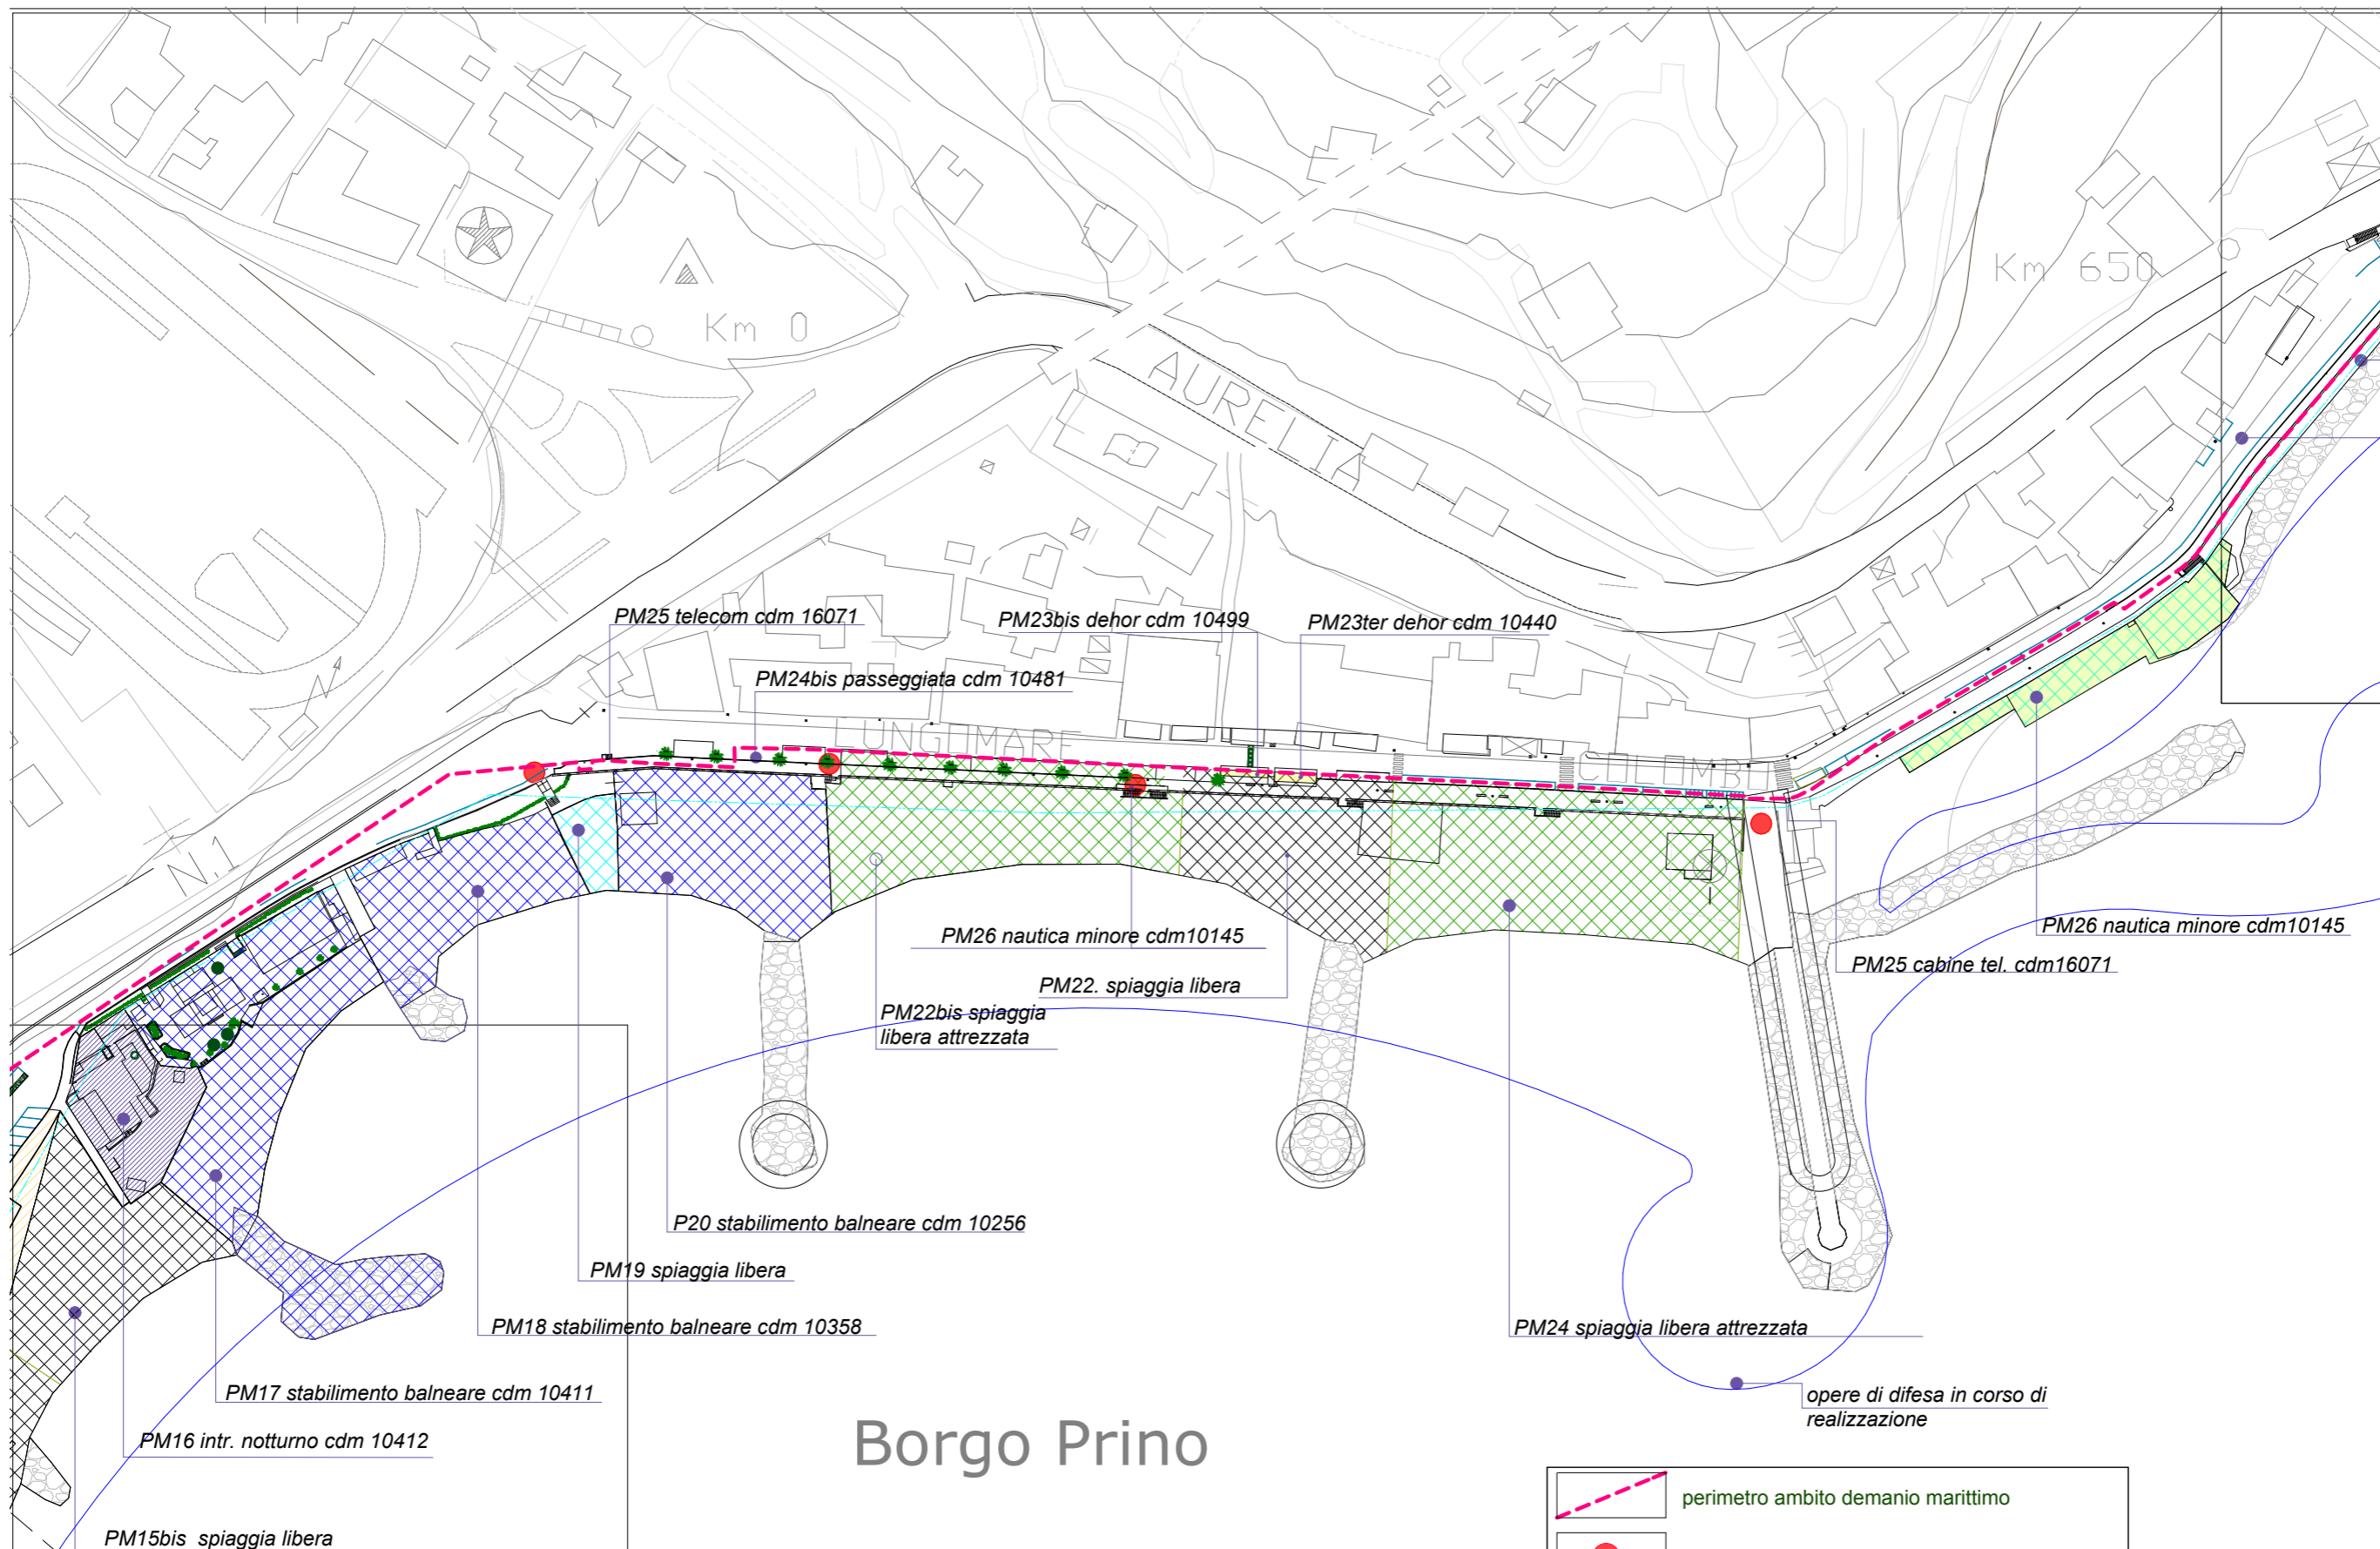 Km 650
Km 0
AURELIA
PM25 telecom cdm 16071
PM23bis dehor cdm 10499
PM23ter dehor cdm 10440
PM24bis passeggiata cdm 10481
LUNGOMARE
COLOMBO
N.1
PM26 nautica minore cdm10145
PM26 nautica minore cdm10145
PM25 cabine tel. cdm16071
PM22. spiaggia libera
PM22bis spiaggia
libera attrezzata
P20 stabilimento balneare cdm 10256
PM19 spiaggia libera
PM18 stabilimento balneare cdm 10358
PM24 spiaggia libera attrezzata
PM17 stabilimento balneare cdm 10411
opere di difesa in corso di
realizzazione
PM16 intr. notturno cdm 10412
Borgo Prino
perimetro ambito demanio marittimo
PM15bis spiaggia libera